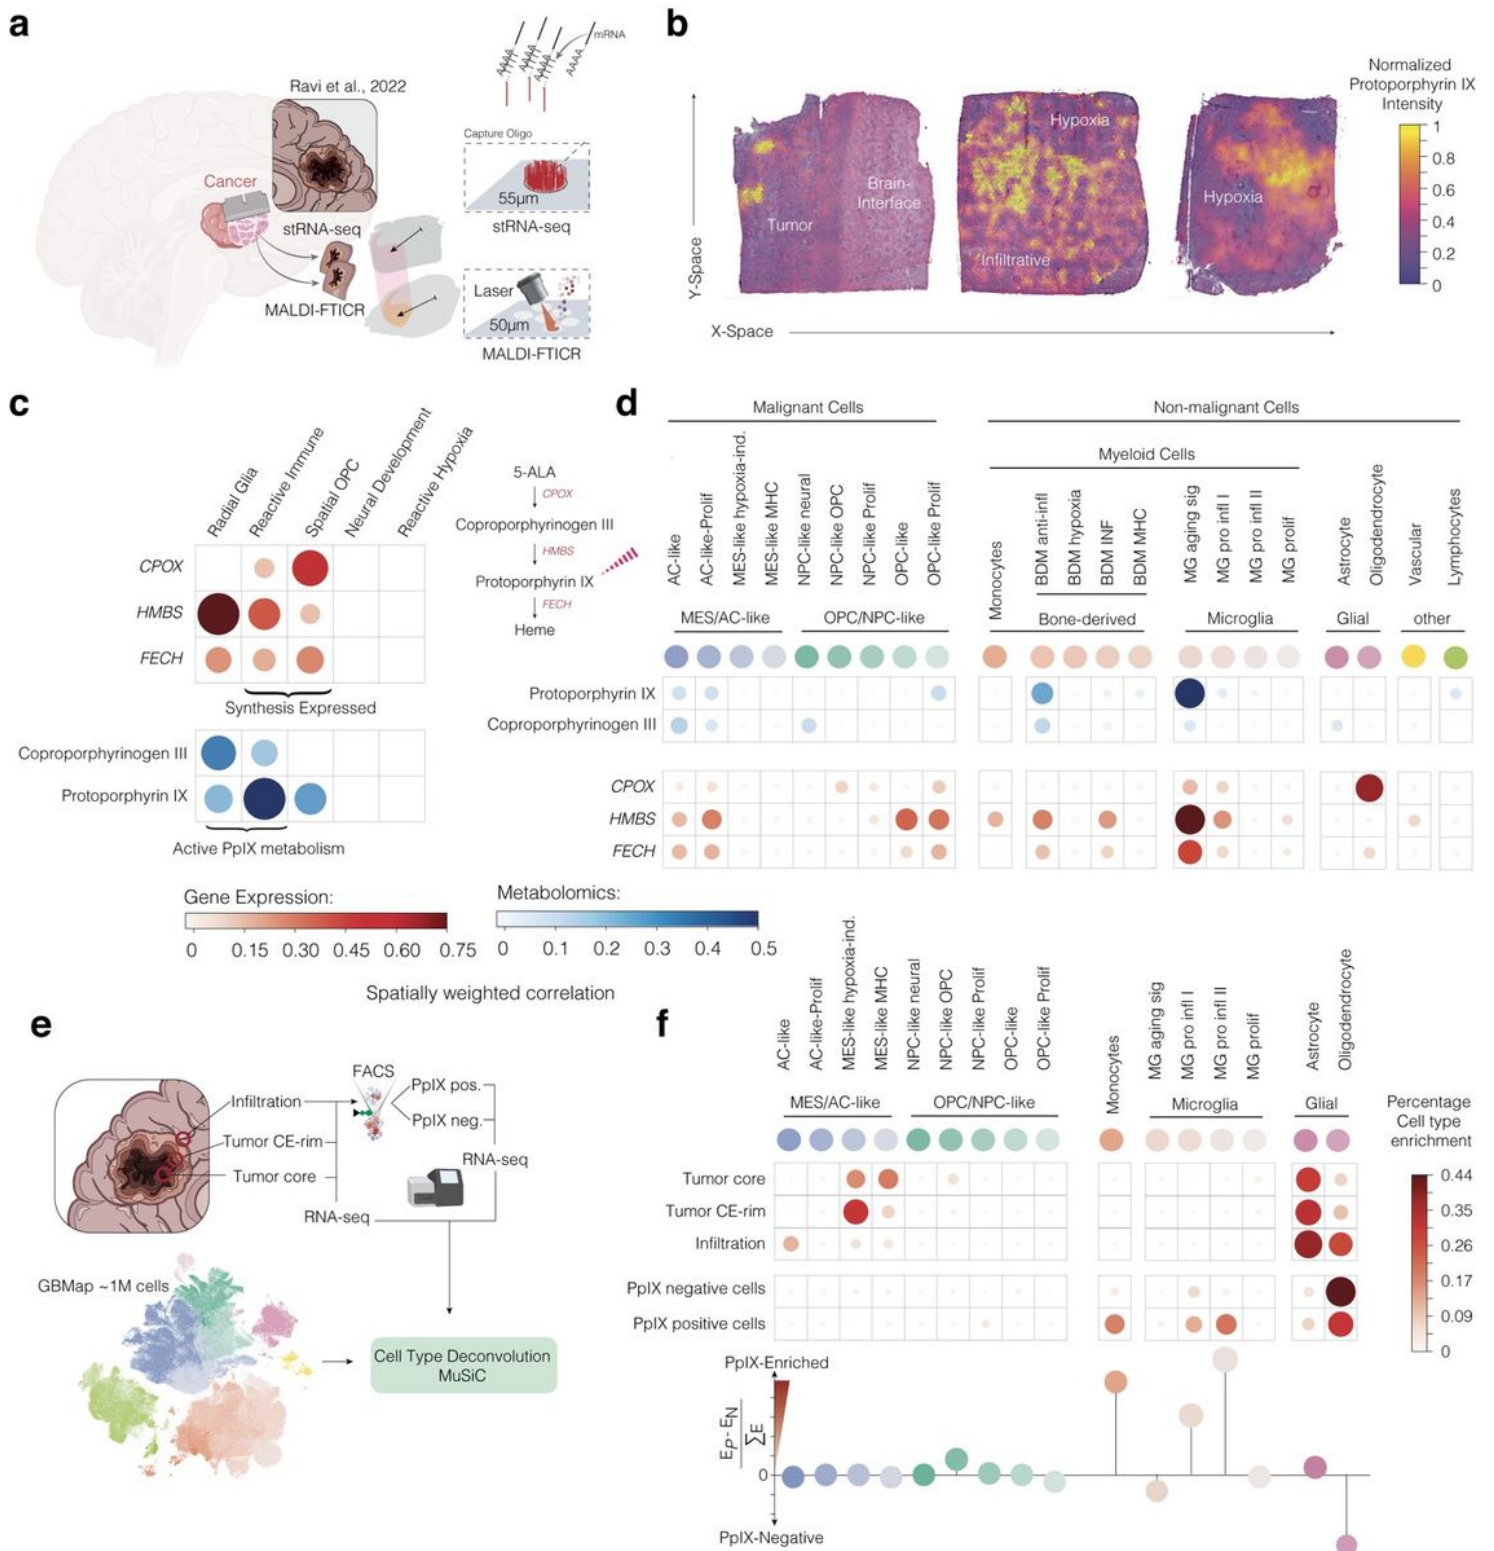 a
Ravi et al., 2022
Cancer
stRNA-seq
MALDI-FTICR
AAAA
TTTT
AAAA
TTTT
AAAA
TTTT
AAAA
mRNA
Capture Oligo
55µm
stRNA-seq
Laser
50µm
MALDI-FTICR
b
Normalized
Protoporphyrin IX
Intensity
1
0.8
0.6
0.4
0.2
0
Tumor
Brain-
Interface
Hypoxia
Infiltrative
Hypoxia
Y-Space
X-Space
c
Radial Glia
Reactive Immune
Spatial OPC
Neural Development
Reactive Hypoxia
CPOX
HMBS
FECH
Synthesis Expressed
Coproporphyrinogen III
Protoporphyrin IX
Active PpIX metabolism
5-ALA
CPOX
Coproporphyrinogen III
HMBS
Protoporphyrin IX
FECH
Heme
Gene Expression:
0 0.15 0.30 0.45 0.60 0.75
Metabolomics:
0 0.1 0.2 0.3 0.4 0.5
Spatially weighted correlation
d
Malignant Cells
Non-malignant Cells
Myeloid Cells
AC-like
AC-like-Prolif
MES-like hypoxia-ind.
MES-like MHC
NPC-like neural
NPC-like OPC
NPC-like Prolif
OPC-like
OPC-like Prolif
Monocytes
BDM anti-infl
BDM hypoxia
BDM INF
BDM MHC
MG aging sig
MG pro infl I
MG pro infl II
MG prolif
Astrocyte
Oligodendrocyte
Vascular
Lymphocytes
MES/AC-like
OPC/NPC-like
Bone-derived
Microglia
Glial
other
Protoporphyrin IX
Coproporphyrinogen III
CPOX
HMBS
FECH
e
Infiltration
Tumor CE-rim
Tumor core
FACS
PpIX pos.
PpIX neg.
RNA-seq
RNA-seq
GBMap ~1M cells
Cell Type Deconvolution
MuSiC
f
AC-like
AC-like-Prolif
MES-like hypoxia-ind.
MES-like MHC
NPC-like neural
NPC-like OPC
NPC-like Prolif
OPC-like
OPC-like Prolif
Monocytes
MG aging sig
MG pro infl I
MG pro infl II
MG prolif
Astrocyte
Oligodendrocyte
MES/AC-like
OPC/NPC-like
Microglia
Glial
Percentage
Cell type
enrichment
0.44
0.35
0.26
0.17
0.09
0
Tumor core
Tumor CE-rim
Infiltration
PpIX negative cells
PpIX positive cells
PpIX-Enriched
EP - EN
∑E
0
PpIX-Negative